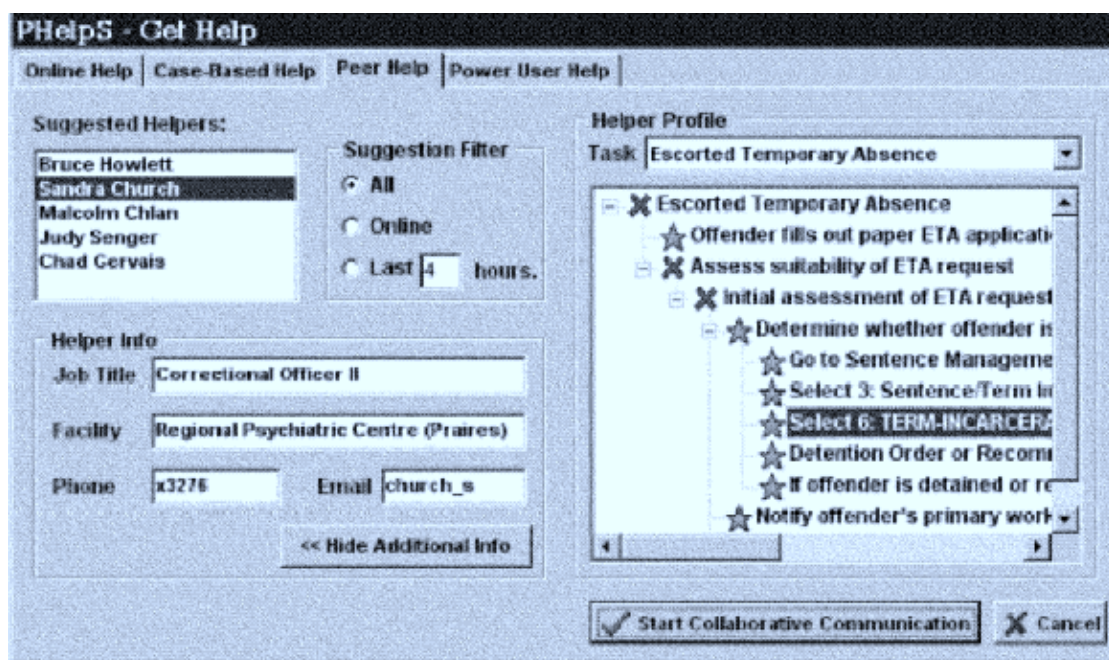 PHelpS - Get Help
Online Help Case-Based Help Peer Help Power User Help
Suggested Helpers:
Bruce Howlett
Sandra Church
Malcolm Chlan
Judy Senger
Chad Gervais
Suggestion Filter
All
Online
Last 4 hours.
Helper Info
Job Title Correctional Officer II
Facility Regional Psychiatric Centre (Praires)
Phone x3276 Email church_s
<< Hide Additional Info
Helper Profile
Task Escorted Temporary Absence
Escorted Temporary Absence
Offender fills out paper ETA applicati
Assess suitability of ETA request
Initial assessment of ETA request
Determine whether offender is
Go to Sentence Manageme
Select 3: Sentence/Term In
Select 6: TERM-INCARCERA
Detention Order or Recom
If offender is detained or re
Notify offender's primary work
Start Collaborative Communication Cancel